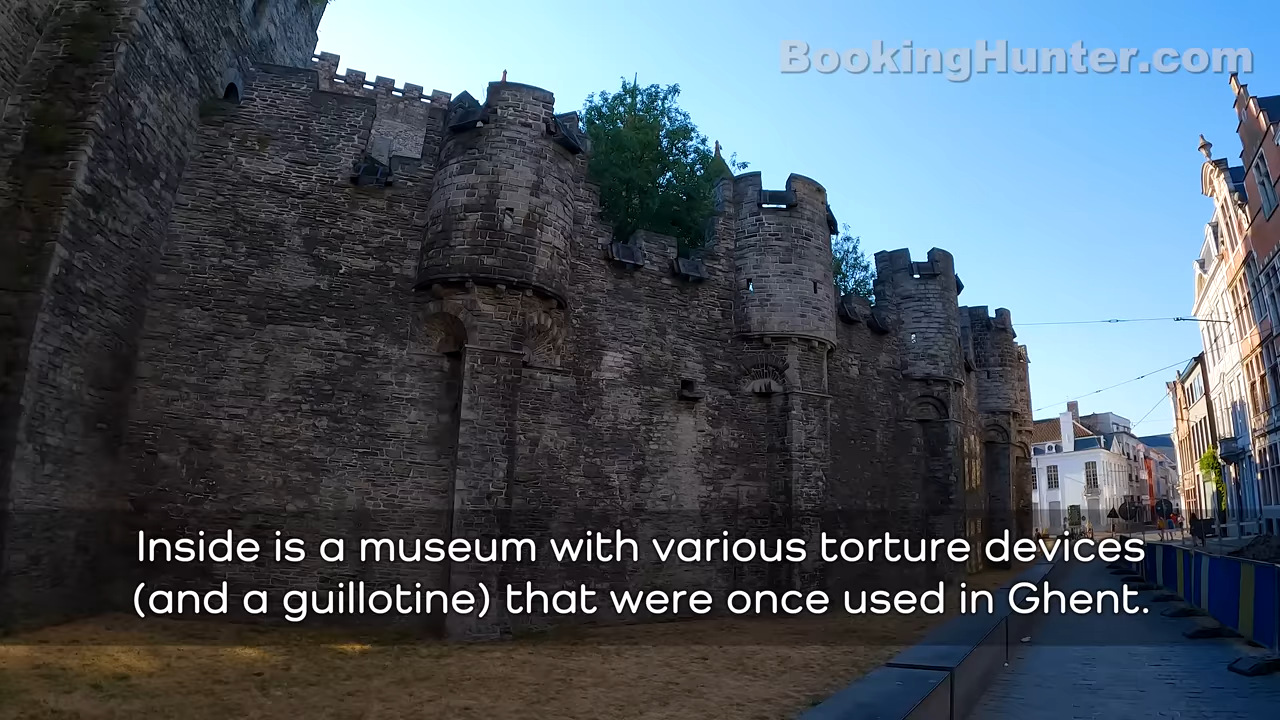 BookingHunter.com
Inside is a museum with various torture devices
(and a guillotine) that were once used in Ghent.